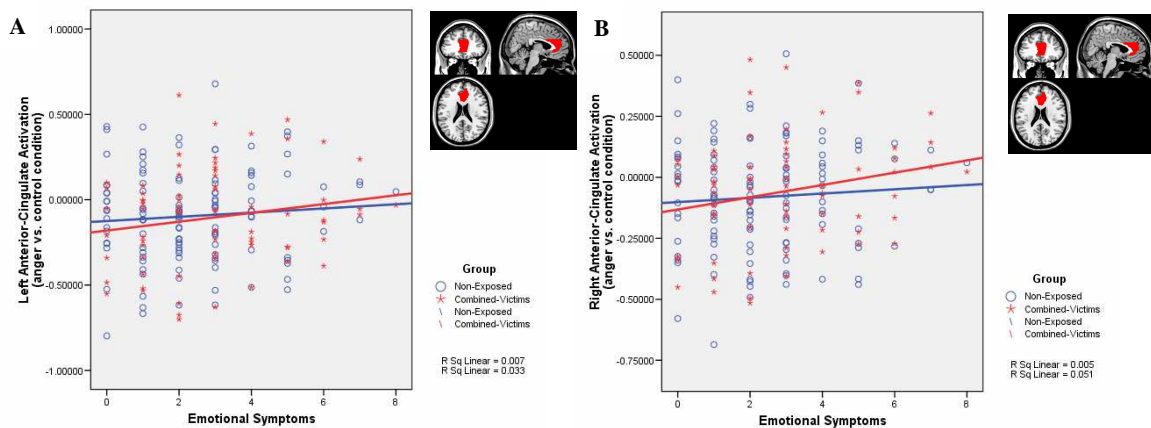 A
Left Anterior-Cingulate Activation
(anger vs. control condition)
1.00000
0.50000
0.00000
-0.50000
-1.00000
0 2 4 6 8
Emotional Symptoms
Group
Non-Exposed
Combined-Victims
Non-Exposed
Combined-Victims
R Sq Linear = 0.007
R Sq Linear = 0.033
B
Right Anterior-Cingulate Activation
(anger vs. control condition)
0.50000
0.25000
0.00000
-0.25000
-0.50000
-0.75000
0 2 4 6 8
Emotional Symptoms
Group
Non-Exposed
Combined-Victims
Non-Exposed
Combined-Victims
R Sq Linear = 0.005
R Sq Linear = 0.051